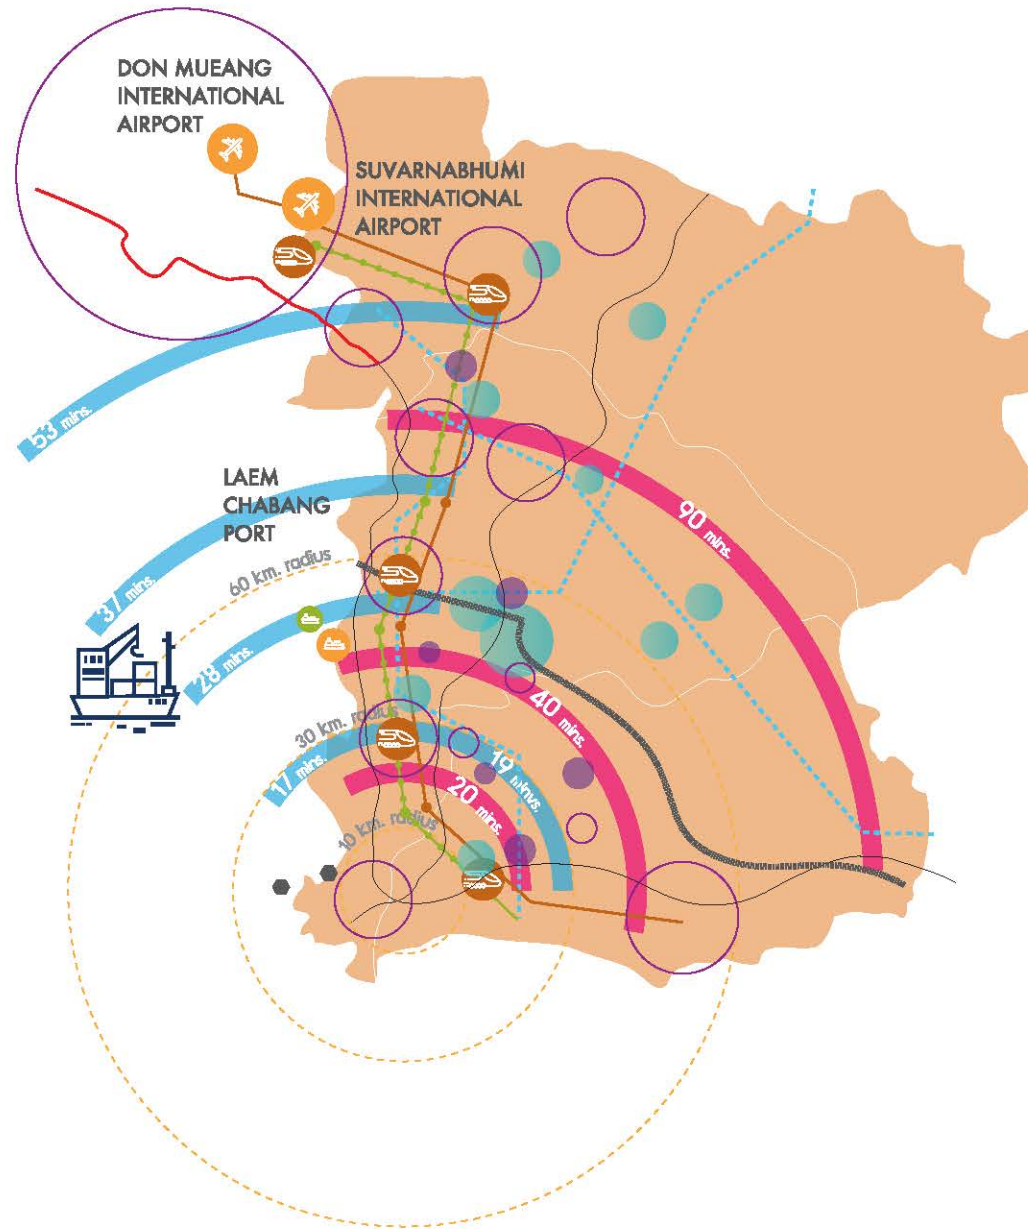 DON MUEANG
INTERNATIONAL
AIRPORT
SUVARNABHUMI
INTERNATIONAL
AIRPORT
53 mins.
LAEM
CHABANG
PORT
90 mins.
60 km. radius
37 mins.
28 mins.
40 mins.
30 km. radius
17 mins.
19 minvs.
20 mins.
10 km. radius